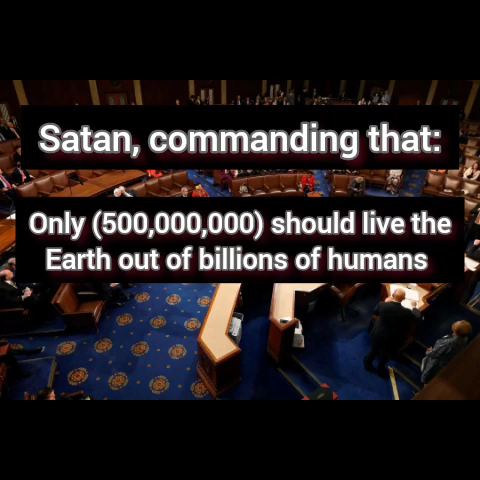 Satan, commanding that:
Only (500,000,000) should live the
Earth out of billions of humans